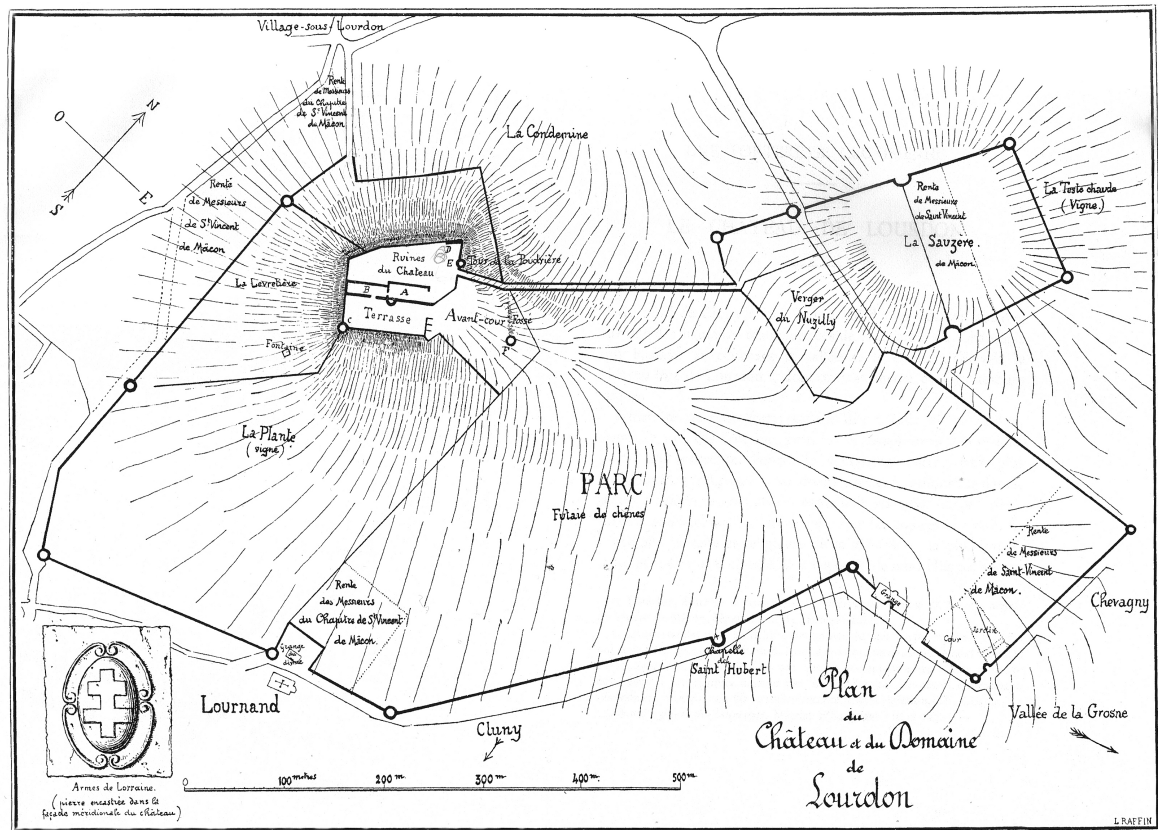 Village-sous-Lourdon
Rente
de Messieurs
du Chapitre
de St Vincent
du Mâcon
N
O
E
S
La Condemine
Rente
de Messieurs
de St Vincent
de Mâcon
Rente
de Messieurs
de Saint Vincent
La Sauzere.
de Mâcon.
(Vigne.)
Ruines
du Chateau
D
E
Tour de la Poudrière
La Levretière
B
A
Terrasse
C
Avant-cour
Fosse
F
Verger
du Nuzilly
Fontaine
La Plante
(vigne)
PARC
Futaie de chênes
Rente
de Messieurs
de Saint-Vincent
de Mâcon.
Chevagny
Rente
des Messieurs
du Chapitre de St Vincent
de Mâcon.
Grange
Cour
Jardin
Grange
dîmée
Chapelle
de
Saint Hubert
Lournand
Cluny
Vallée de la Grosne
Plan
du
Château et du Domaine
de
Lourdon
0
100 mètres
200 m
300 m
400 m.
500 m
Armes de Lorraine.
(pierre encastrée dans la
façade méridionale du château)
L RAFFIN